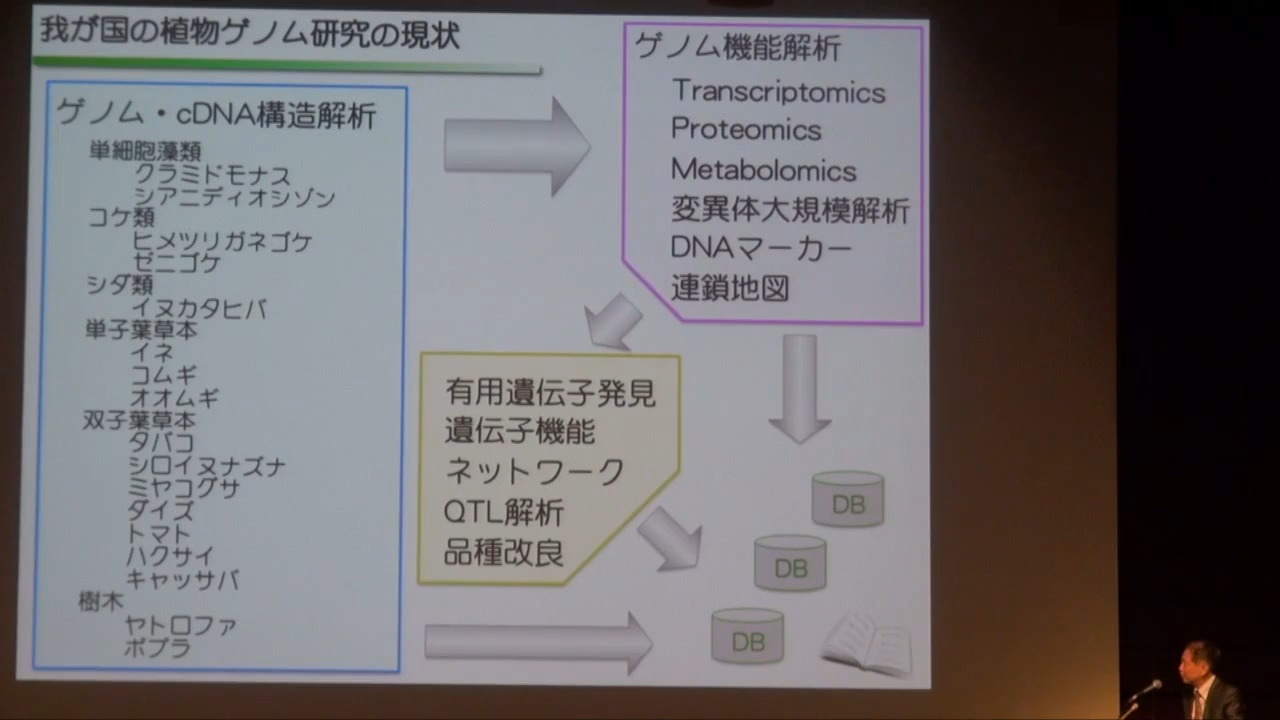 我が国の植物ゲノム研究の現状
ゲノム・cDNA構造解析
単細胞藻類
クラミドモナス
シアニディオシゾン
コケ類
ヒメツリガネゴケ
ゼニゴケ
シダ類
イヌカタヒバ
単子葉草本
イネ
コムギ
オオムギ
双子葉草本
タバコ
シロイヌナズナ
ミヤコグサ
ダイズ
トマト
ハクサイ
キャッサバ
樹木
ヤトロファ
ポプラ
ゲノム機能解析
Transcriptomics
Proteomics
Metabolomics
変異体大規模解析
DNAマーカー
連鎖地図
有用遺伝子発見
遺伝子機能
ネットワーク
QTL解析
品種改良
DB
DB
DB